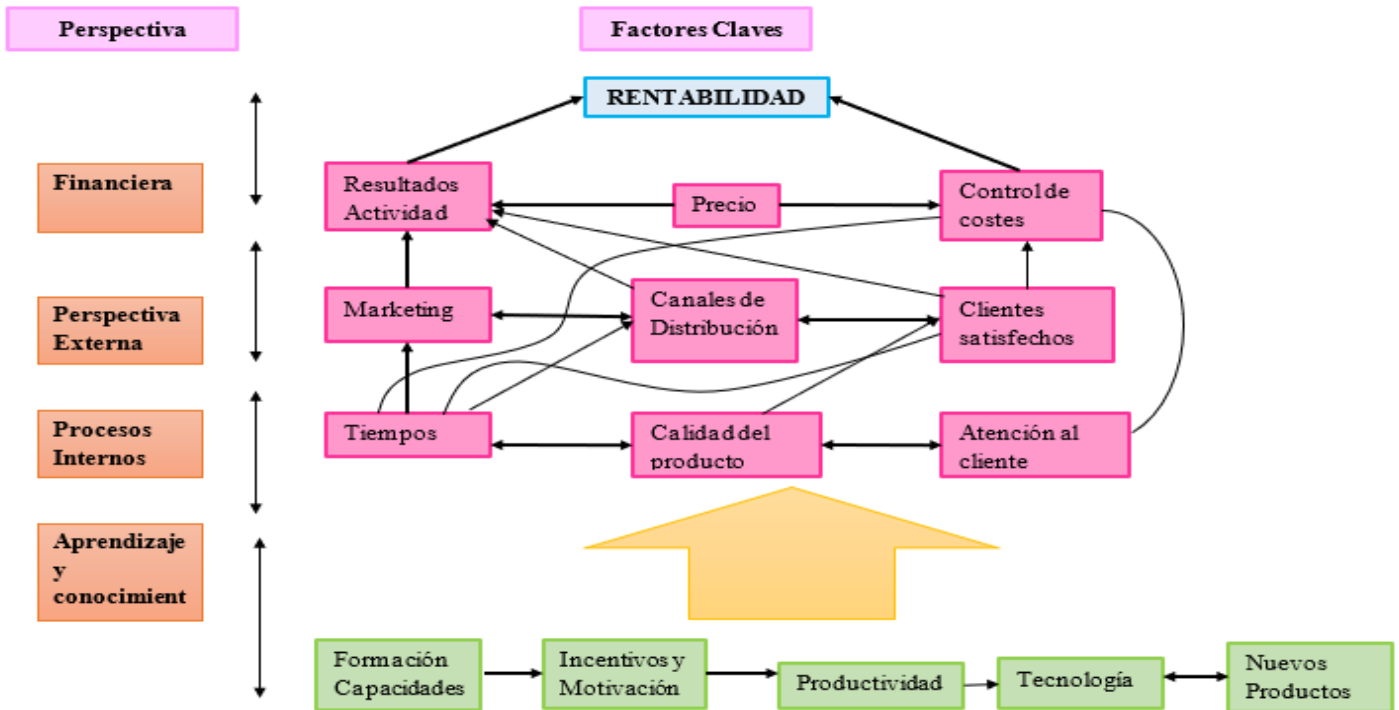 Perspectiva
Factores Claves
RENTABILIDAD
Financiera
Resultados
Actividad
Precio
Control de
costes
Perspectiva
Externa
Marketing
Canales de
Distribución
Clientes
satisfechos
Procesos
Internos
Tiempos
Calidad del
producto
Atención al
cliente
Aprendizaje
y
conocimient
Formación
Capacidades
Incentivos y
Motivación
Productividad
Tecnología
Nuevos
Productos